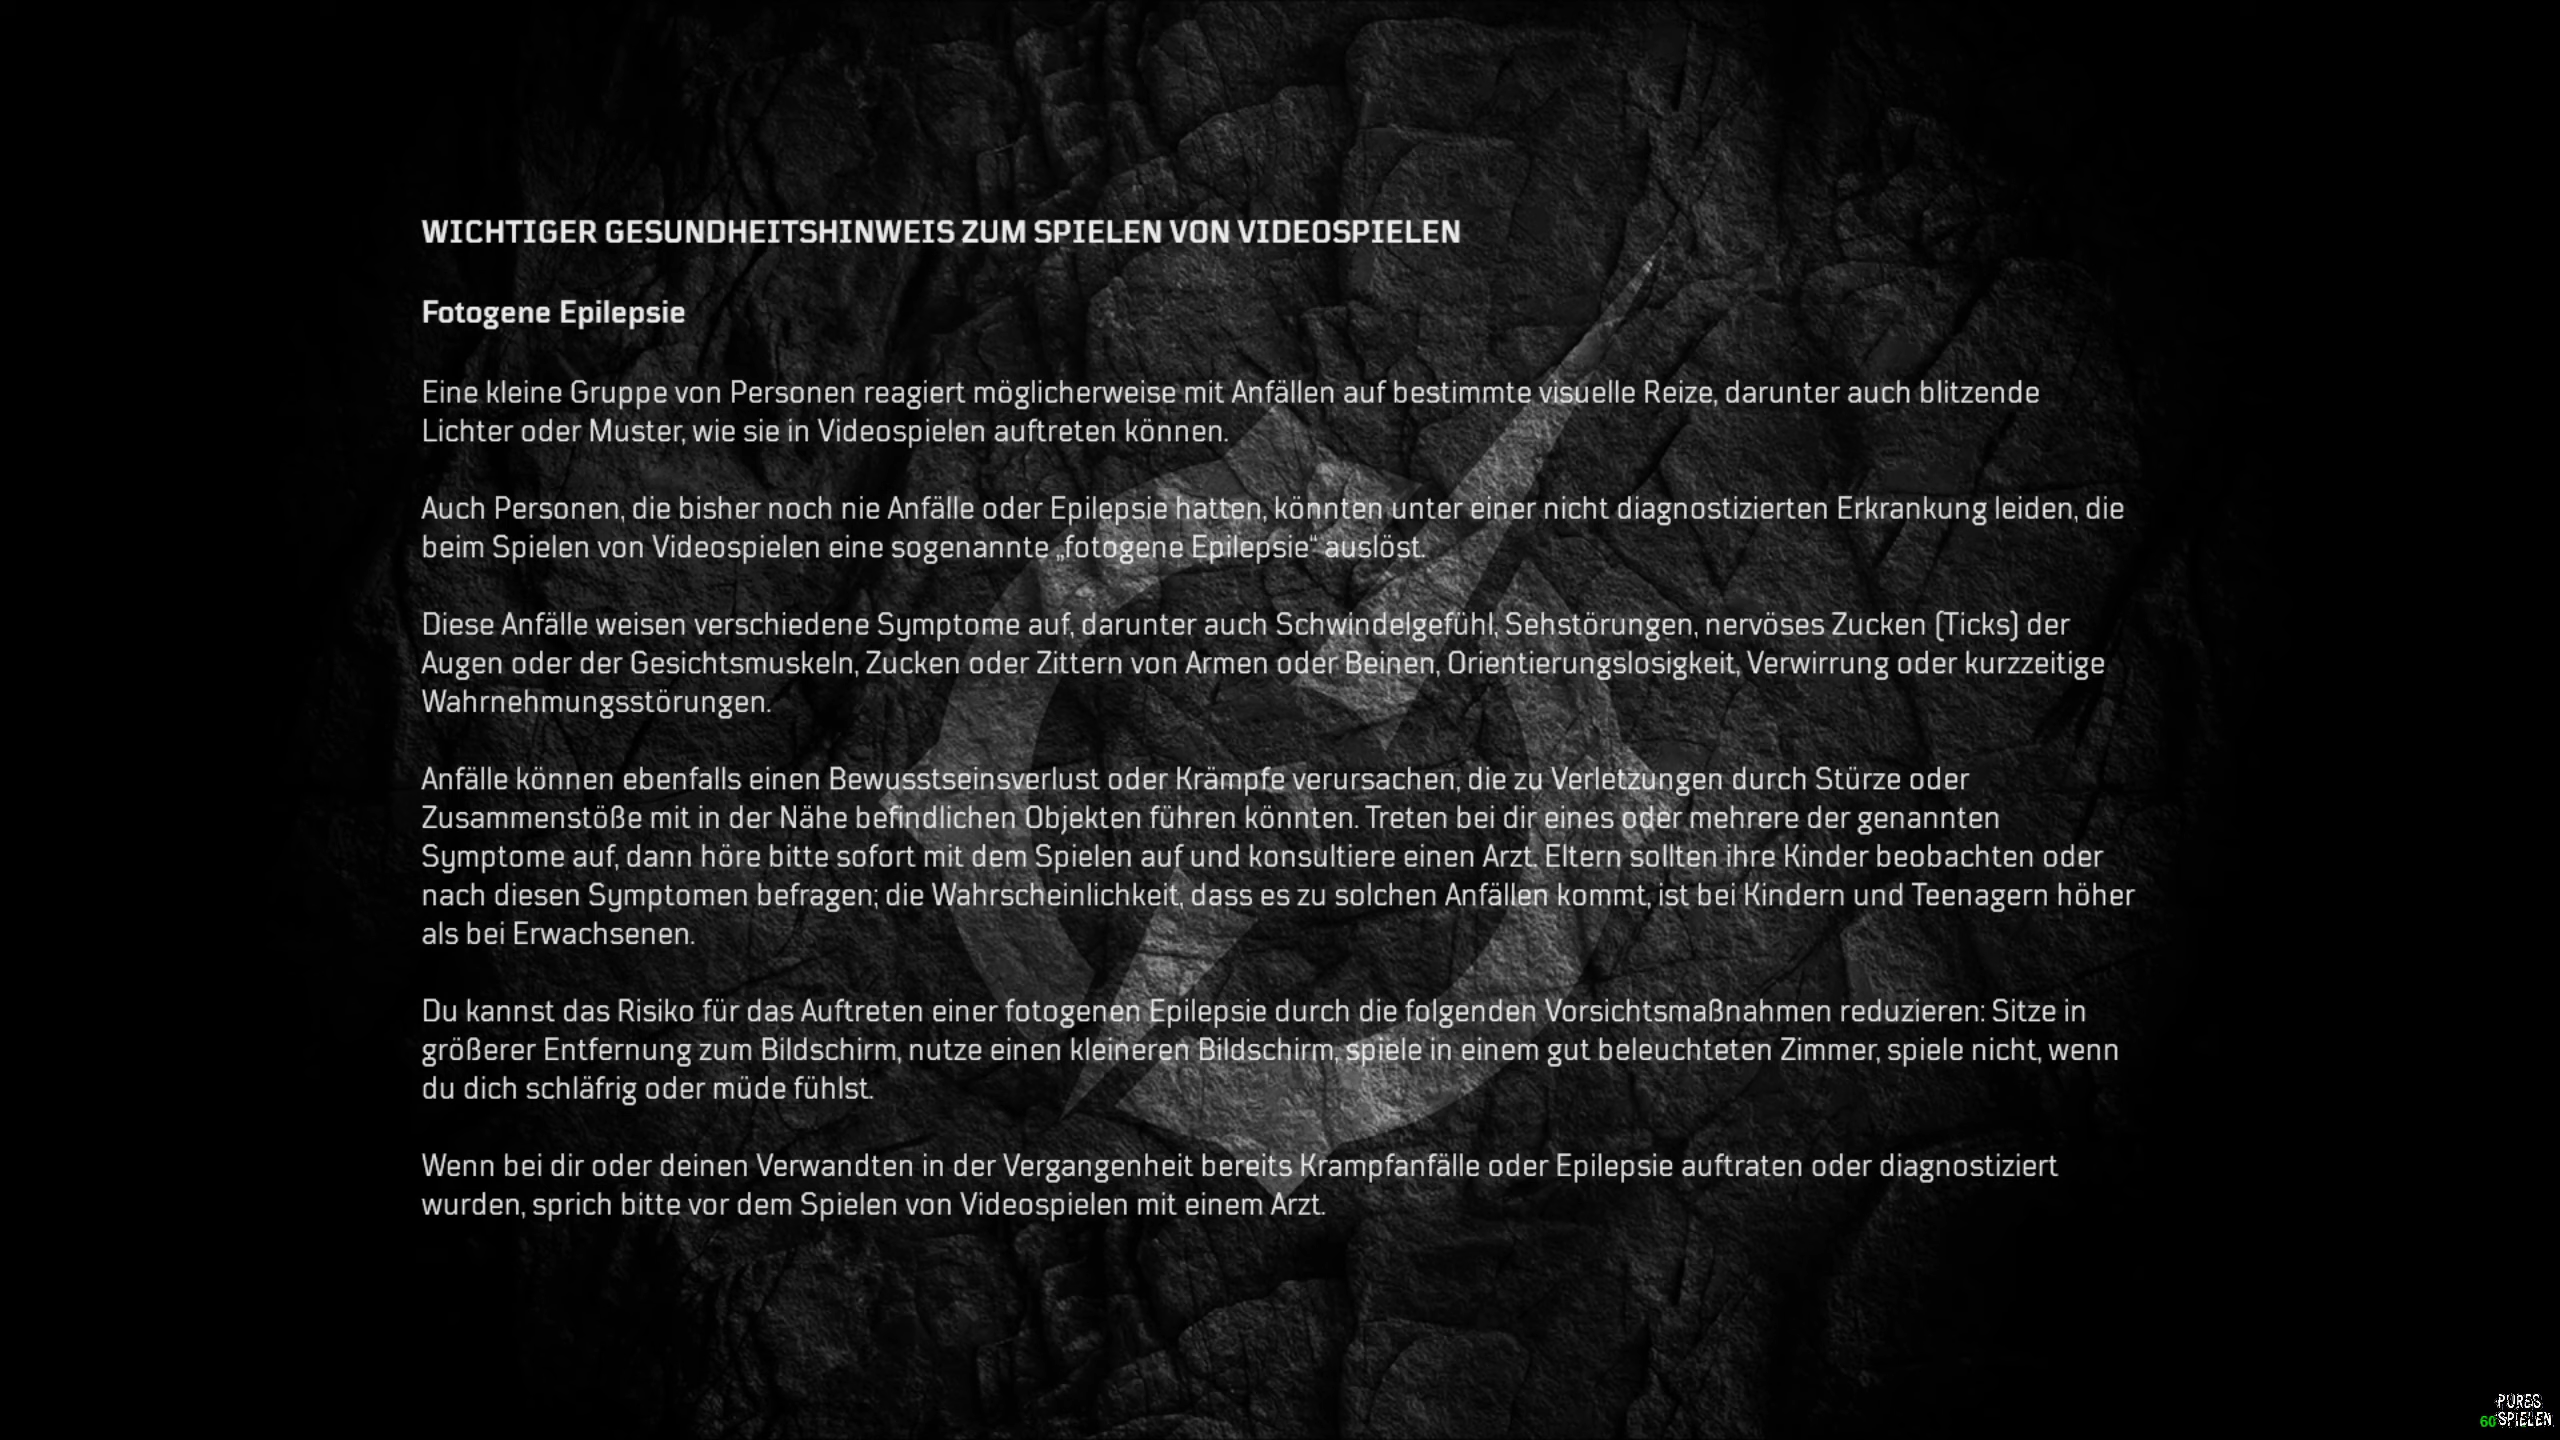 WICHTIGER GESUNDHEITSHINWEIS ZUM SPIELEN VON VIDEOSPIELEN
Fotogene Epilepsie
Eine kleine Gruppe von Personen reagiert möglicherweise mit Anfällen auf bestimmte visuelle Reize, darunter auch blitzende
Lichter oder Muster, wie sie in Videospielen auftreten können.
Auch Personen, die bisher noch nie Anfälle oder Epilepsie hatten, könnten unter einer nicht diagnostizierten Erkrankung leiden, die
beim Spielen von Videospielen eine sogenannte „fotogene Epilepsie“ auslöst.
Diese Anfälle weisen verschiedene Symptome auf, darunter auch Schwindelgefühl, Sehstörungen, nervöses Zucken (Ticks) der
Augen oder der Gesichtsmuskeln, Zucken oder Zittern von Armen oder Beinen, Orientierungslosigkeit, Verwirrung oder kurzzeitige
Wahrnehmungsstörungen.
Anfälle können ebenfalls einen Bewusstseinsverlust oder Krämpfe verursachen, die zu Verletzungen durch Stürze oder
Zusammenstöße mit in der Nähe befindlichen Objekten führen könnten. Treten bei dir eines oder mehrere der genannten
Symptome auf, dann höre bitte sofort mit dem Spielen auf und konsultiere einen Arzt. Eltern sollten ihre Kinder beobachten oder
nach diesen Symptomen befragen; die Wahrscheinlichkeit, dass es zu solchen Anfällen kommt, ist bei Kindern und Teenagern höher
als bei Erwachsenen.
Du kannst das Risiko für das Auftreten einer fotogenen Epilepsie durch die folgenden Vorsichtsmaßnahmen reduzieren: Sitze in
größerer Entfernung zum Bildschirm, nutze einen kleineren Bildschirm, spiele in einem gut beleuchteten Zimmer, spiele nicht, wenn
du dich schläfrig oder müde fühlst.
Wenn bei dir oder deinen Verwandten in der Vergangenheit bereits Krampfanfälle oder Epilepsie auftraten oder diagnostiziert
wurden, sprich bitte vor dem Spielen von Videospielen mit einem Arzt.
PURES
60 SPIELEN